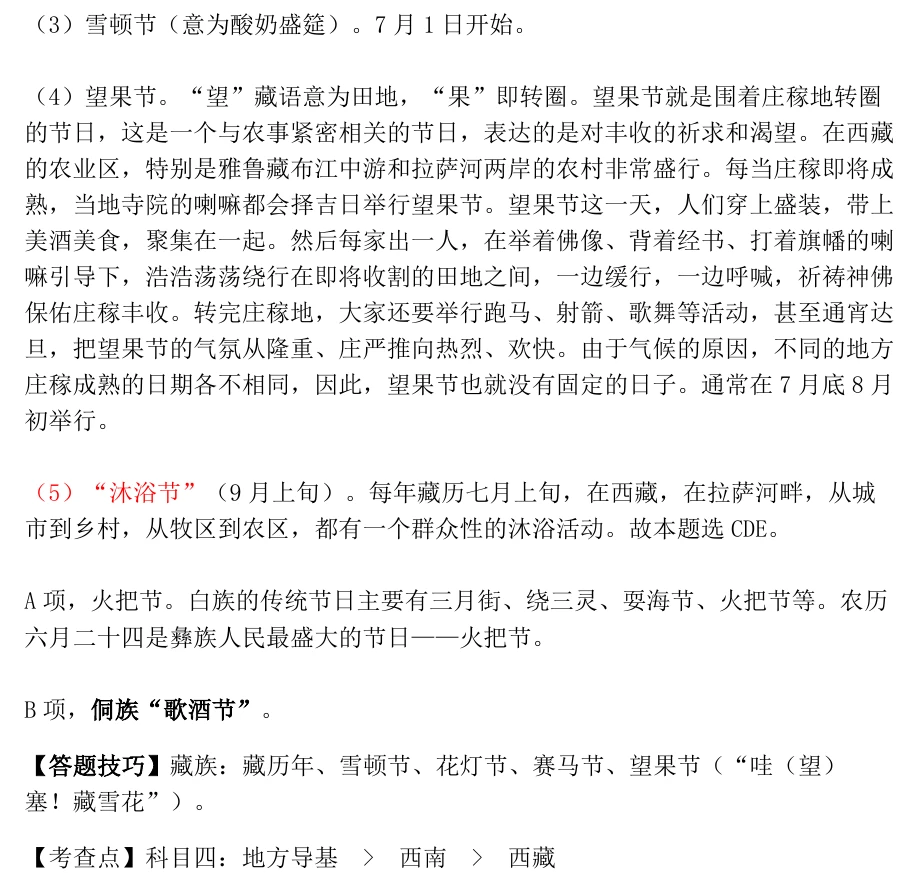 （3）雪顿节（意为酸奶盛筵）。7月1日开始。
（4）望果节。“望”藏语意为田地，“果”即转圈。望果节就是围着庄稼地转圈
的节日，这是一个与农事紧密相关的节日，表达的是对丰收的祈求和渴望。在西藏
的农业区，特别是雅鲁藏布江中游和拉萨河两岸的农村非常盛行。每当庄稼即将成
熟，当地寺院的喇嘛都会择吉日举行望果节。望果节这一天，人们穿上盛装，带上
美酒美食，聚集在一起。然后每家出一人，在举着佛像、背着经书、打着旗幡的喇
嘛引导下，浩浩荡荡绕行在即将收割的田地之间，一边缓行，一边呼喊，祈祷神佛
保佑庄稼丰收。转完庄稼地，大家还要举行跑马、射箭、歌舞等活动，甚至通宵达
旦，把望果节的气氛从隆重、庄严推向热烈、欢快。由于气候的原因，不同的地方
庄稼成熟的日期各不相同，因此，望果节也就没有固定的日子。通常在7月底8月
初举行。
（5）“沐浴节”（9月上旬）。每年藏历七月上旬，在西藏，在拉萨河畔，从城
市到乡村，从牧区到农区，都有一个群众性的沐浴活动。故本题选CDE。
A项，火把节。白族的传统节日主要有三月街、绕三灵、耍海节、火把节等。农历
六月二十四是彝族人民最盛大的节日——火把节。
B项，侗族“歌酒节”。
【答题技巧】藏族：藏历年、雪顿节、花灯节、赛马节、望果节（“哇（望）
塞！藏雪花”）。
【考查点】科目四：地方导基 > 西南 > 西藏